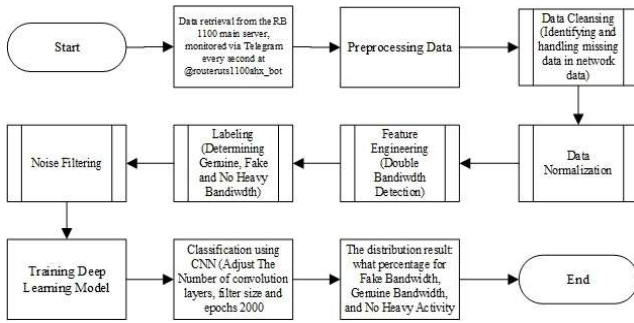 Start
Data retrieval from the RB
1100 main server,
monitored via Telegram
every second at
@routeruts1100ahx_bot
Preprocessing Data
Data Cleansing
(Identifying and
handling missing
data in network
data)
Noise Filtering
Labeling
(Determining
Genuine, Fake
and No Heavy
Bandiwdth)
Feature
Engineering
(Double
Bandiwdth
Detection)
Data
Normalization
Training Deep
Learning Model
Classification using
CNN (Adjust The
Number of convolution
layers, filter size and
epochs 2000
The distribution result:
what percentage for
Fake Bandwidth,
Genuine Bandwidth,
and No Heavy Activity
End